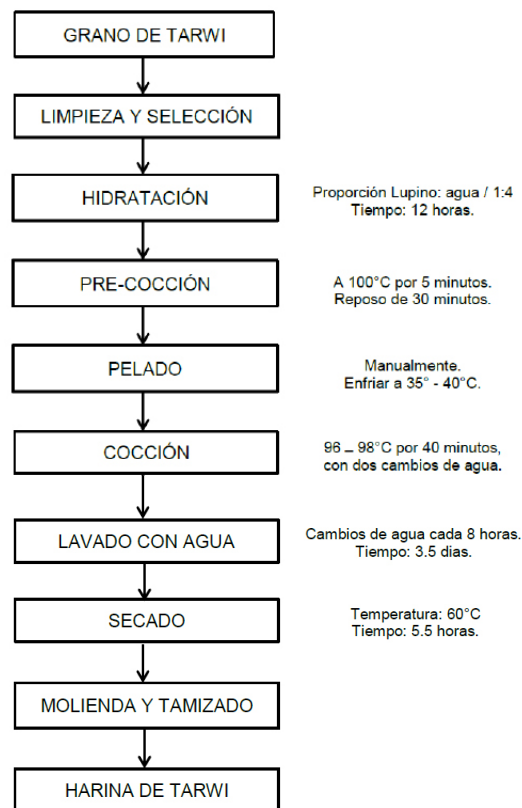 GRANO DE TARWI
LIMPIEZA Y SELECCIÓN
HIDRATACIÓN
Proporción Lupino: agua / 1:4
Tiempo: 12 horas.
PRE-COCCIÓN
A 100°C por 5 minutos.
Reposo de 30 minutos.
PELADO
Manualmente.
Enfriar a 35° - 40°C.
COCCIÓN
96 – 98°C por 40 minutos,
con dos cambios de agua.
LAVADO CON AGUA
Cambios de agua cada 8 horas.
Tiempo: 3.5 dias.
SECADO
Temperatura: 60°C
Tiempo: 5.5 horas.
MOLIENDA Y TAMIZADO
HARINA DE TARWI